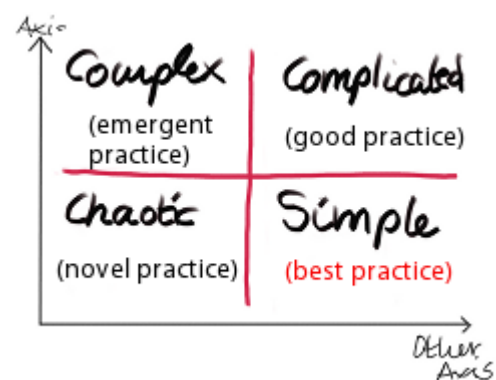 Axis
Complex
(emergent
practice)
Complicated
(good practice)
Chaotic
(novel practice)
Simple
(best practice)
Other
Axis